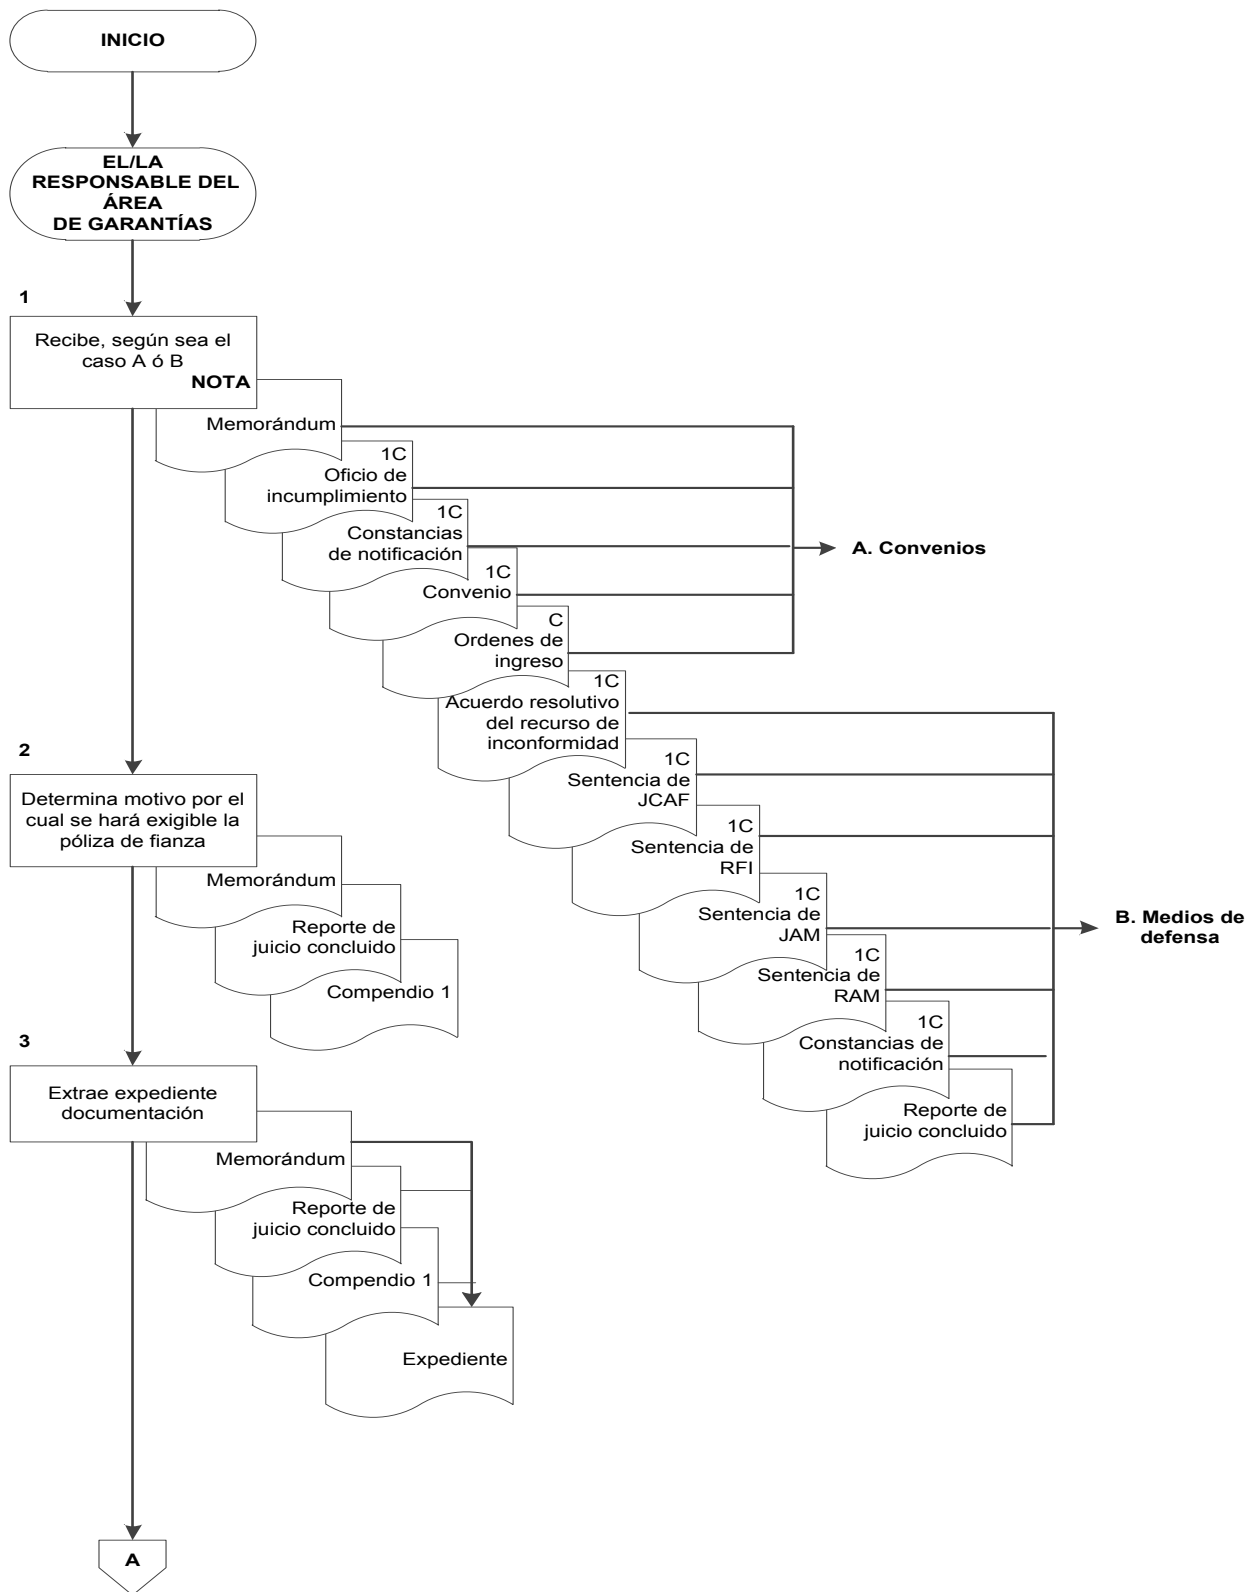 INICIO
EL/LA
RESPONSABLE DEL
ÁREA
DE GARANTÍAS
1
Recibe, según sea el
caso A ó B
NOTA
Memorándum
1C
Oficio de
incumplimiento
1C
Constancias
de notificación
1C
Convenio
C
Ordenes de
ingreso
A. Convenios
1C
Acuerdo resolutivo
del recurso de
inconformidad
1C
Sentencia de
JCAF
1C
Sentencia de
RFI
1C
Sentencia de
JAM
1C
Sentencia de
RAM
1C
Constancias de
notificación
Reporte de
juicio concluido
B. Medios de
defensa
2
Determina motivo por el
cual se hará exigible la
póliza de fianza
Memorándum
Reporte de
juicio concluido
Compendio 1
3
Extrae expediente
documentación
Memorándum
Reporte de
juicio concluido
Compendio 1
Expediente
A